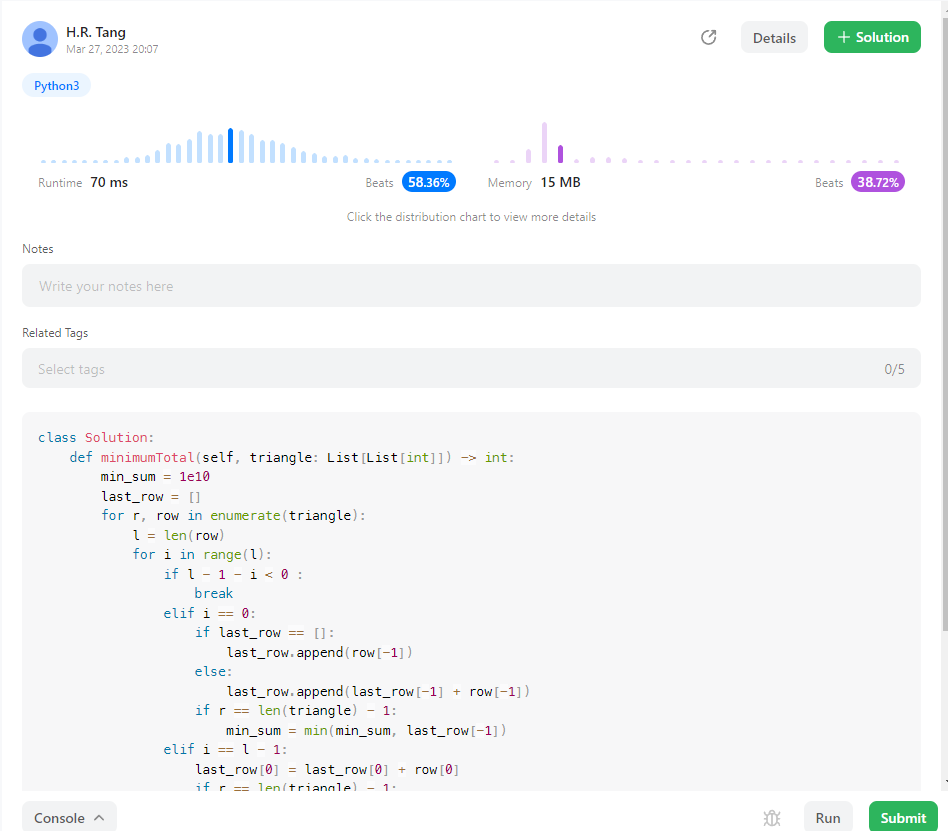 H.R. Tang
Mar 27, 2023 20:07
Details
+ Solution
Python3
Runtime 70 ms
Beats 58.36%
Memory 15 MB
Beats 38.72%
Click the distribution chart to view more details
Notes
Write your notes here
Related Tags
Select tags
0/5
class Solution:
    def minimumTotal(self, triangle: List[List[int]]) -> int:
        min_sum = 1e10
        last_row = []
        for r, row in enumerate(triangle):
            l = len(row)
            for i in range(l):
                if l - 1 - i < 0 :
                    break
                elif i == 0:
                    if last_row == []:
                        last_row.append(row[-1])
                    else:
                        last_row.append(last_row[-1] + row[-1])
                    if r == len(triangle) - 1:
                        min_sum = min(min_sum, last_row[-1])
                elif i == l - 1:
                    last_row[0] = last_row[0] + row[0]
                    if r == len(triangle) - 1:
Console
Run
Submit